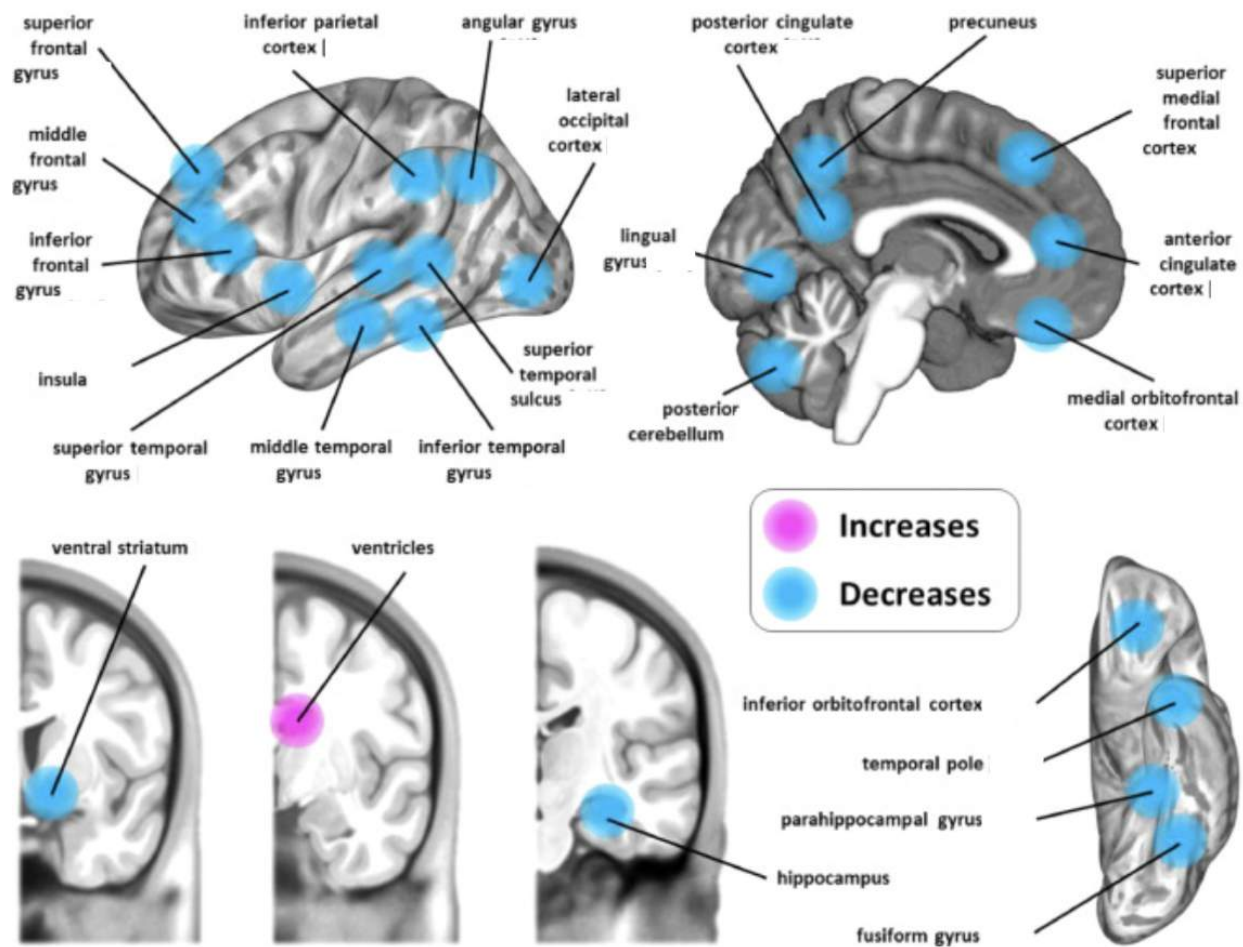 superior
frontal
gyrus
inferior parietal
cortex
angular gyrus
lateral
occipital
cortex
middle
frontal
gyrus
inferior
frontal
gyrus
insula
superior temporal
gyrus
middle temporal
gyrus
inferior temporal
gyrus
superior
temporal
sulcus
posterior cingulate
cortex
precuneus
superior
medial
frontal
cortex
lingual
gyrus
anterior
cingulate
cortex
posterior
cerebellum
medial orbitofrontal
cortex
Increases
Decreases
ventral striatum
ventricles
hippocampus
inferior orbitofrontal cortex
temporal pole
parahippocampal gyrus
fusiform gyrus